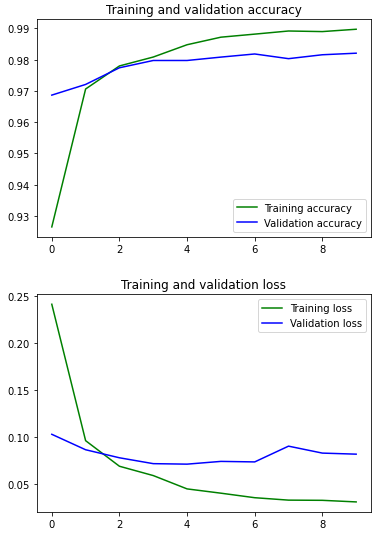 Training and validation accuracy
0.99
0.98
0.97
0.96
0.95
0.94
0.93
Training accuracy
Validation accuracy
0 2 4 6 8
Training and validation loss
0.25
0.20
0.15
0.10
0.05
Training loss
Validation loss
0 2 4 6 8